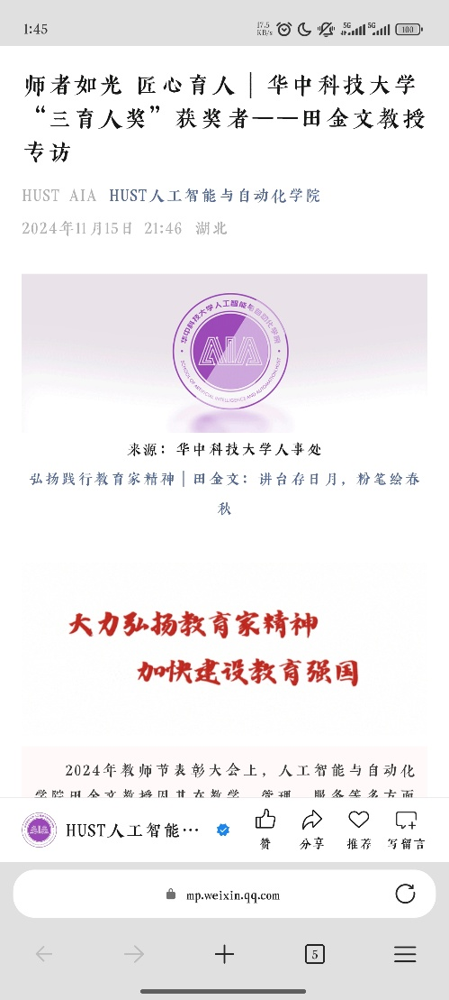 1:45
17.5
KB/s
5G
5G
100
师者如光 匠心育人｜华中科技大学
“三育人奖”获奖者——田金文教授
专访
HUST AIA HUST人工智能与自动化学院
2024年11月15日 21:46 湖北
华中科技大学人工智能与自动化学院
AIA
SCHOOL OF ARTIFICIAL INTELLIGENCE AND AUTOMATION HUST
来源：华中科技大学人事处
弘扬践行教育家精神｜田金文：讲台存日月，粉笔绘春
秋
大力弘扬教育家精神
加快建设教育强国
2024年教师节表彰大会上，人工智能与自动化
学院田金文教授因其在教学、管理、服务等多方面
HUST人工智能···
赞
分享
推荐
写留言
mp.weixin.qq.com
5